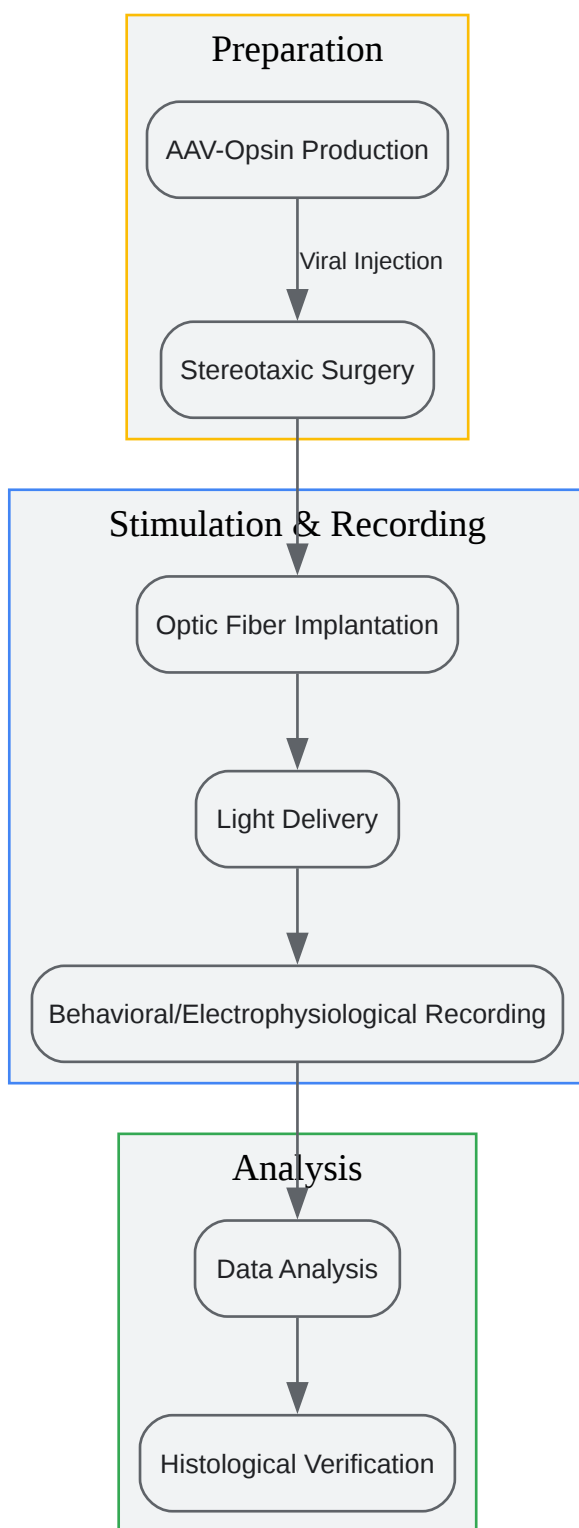 Preparation
AAV-Opsin Production
Viral Injection
Stereotaxic Surgery
Stimulation & Recording
Optic Fiber Implantation
Light Delivery
Behavioral/Electrophysiological Recording
Analysis
Data Analysis
Histological Verification